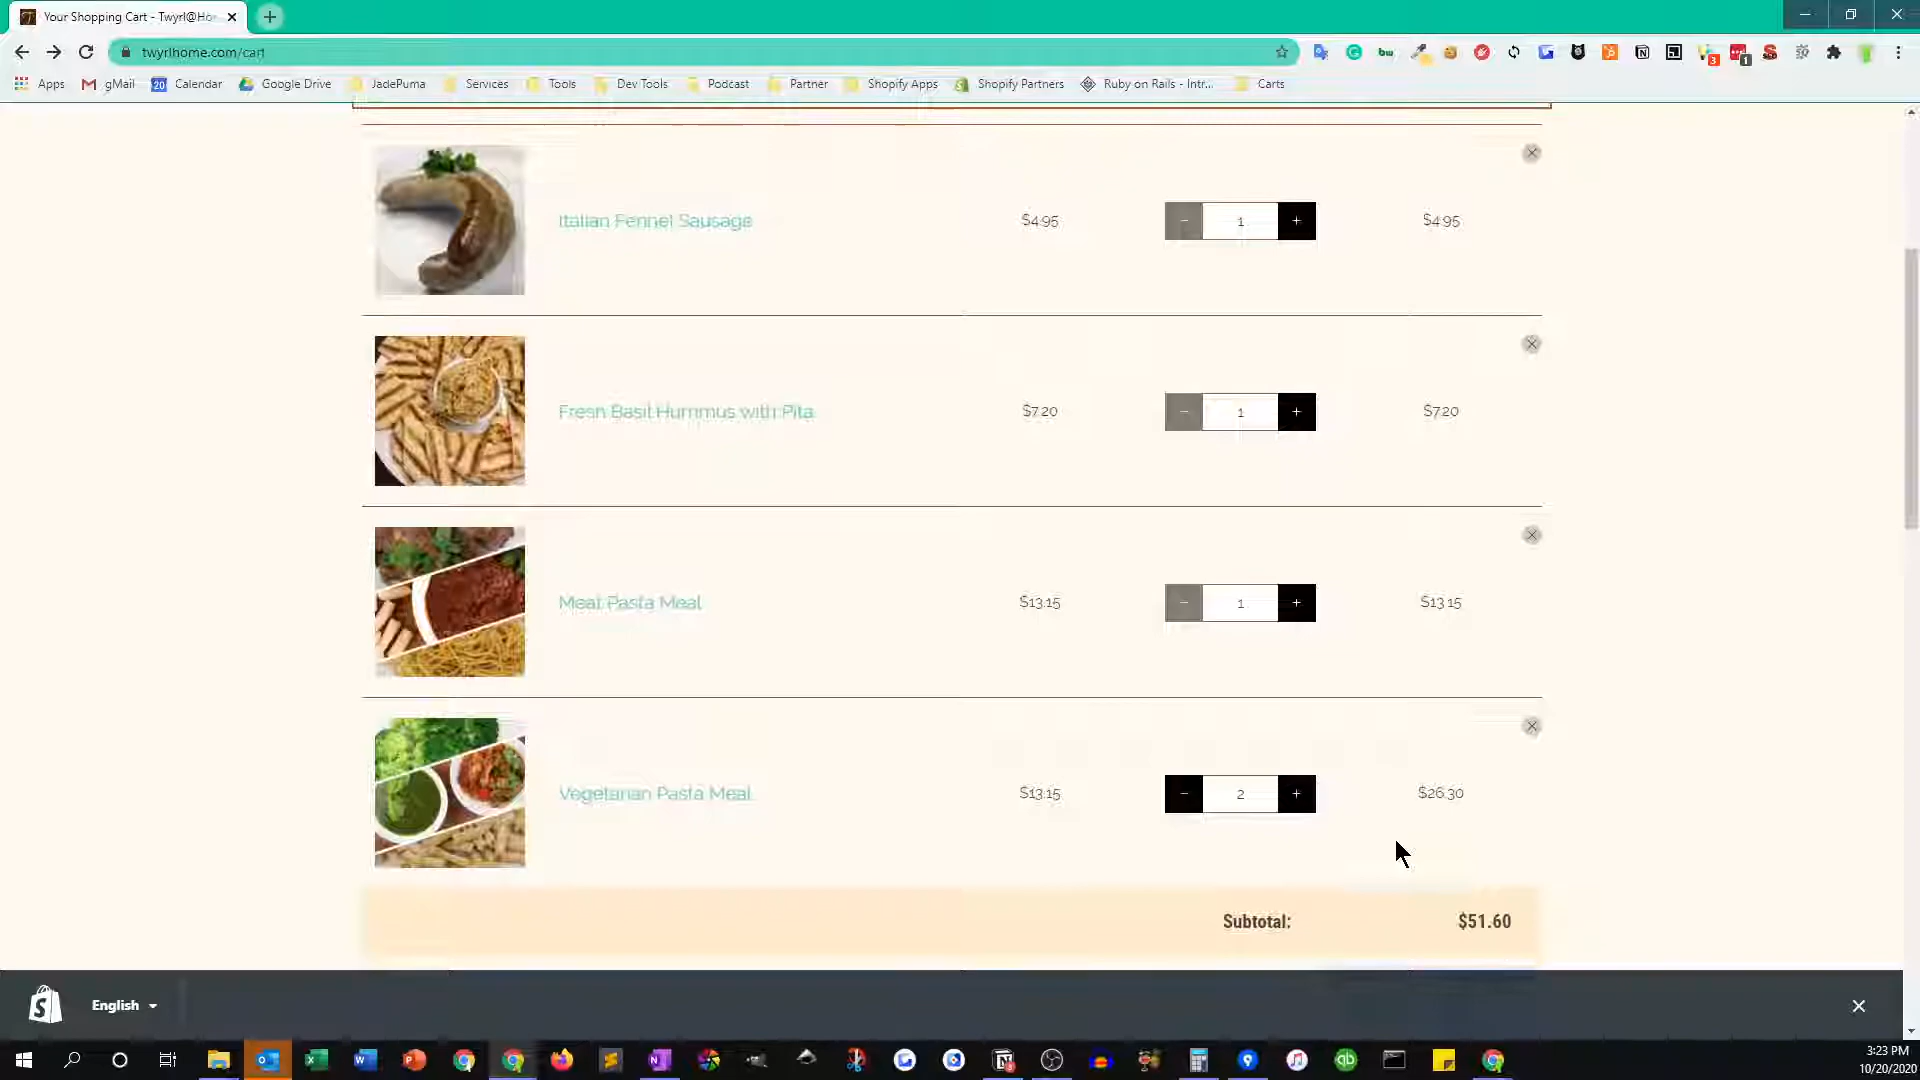 Your Shopping Cart - Twyrl@Ho
twyrlhome.com/cart
Apps
gMail
20
Calendar
Google Drive
JadePuma
Services
Tools
Dev Tools
Podcast
Partner
Shopify Apps
Shopify Partners
Ruby on Rails - Intr...
Carts
Italian Fennel Sausage
$4.95
1
$4.95
Fresh Basil Hummus with Pita
$7.20
1
$7.20
Meat Pasta Meal
$13.15
1
$13.15
Vegetarian Pasta Meal
$13.15
2
$26.30
Subtotal:
$51.60
English
3:23 PM
10/20/2020